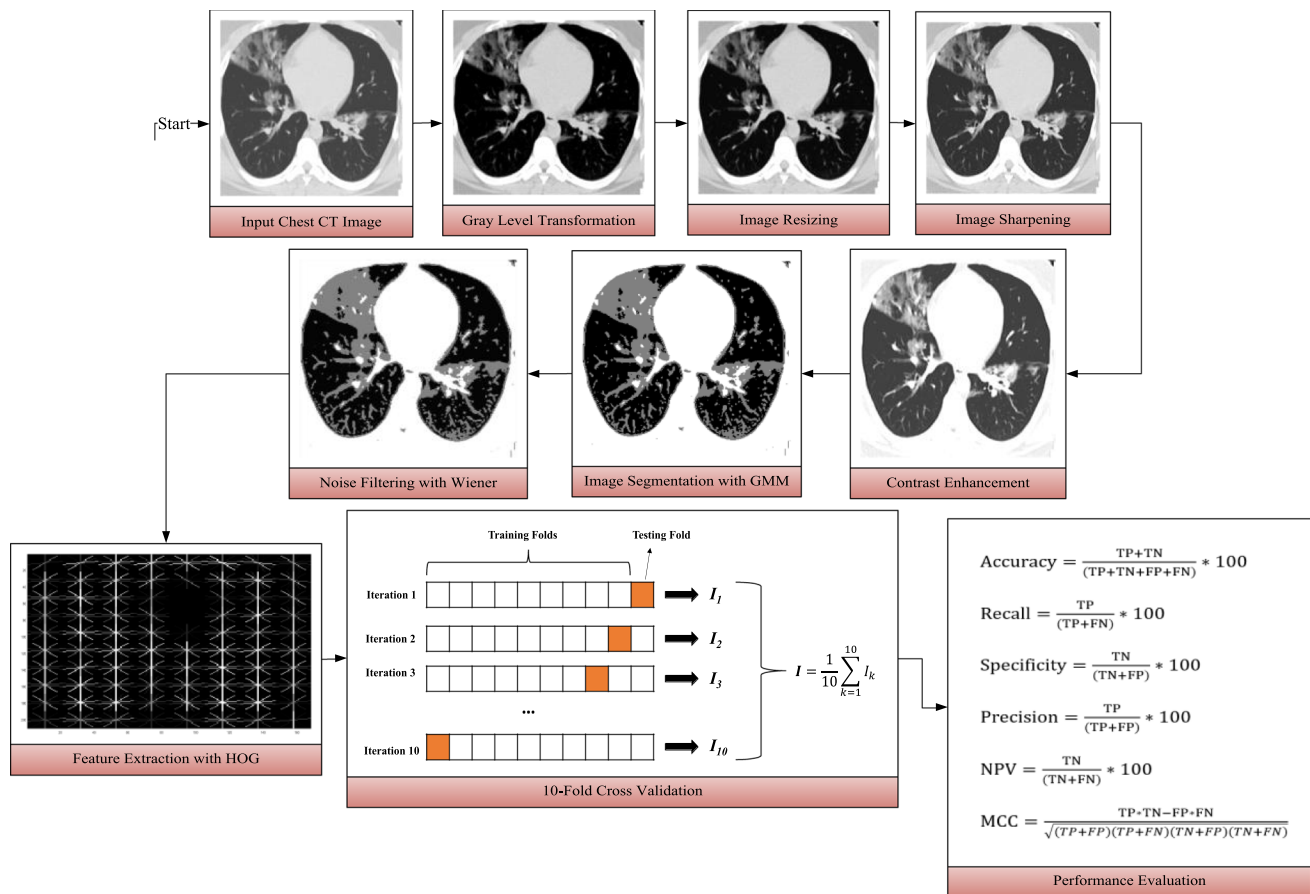 Start
Input Chest CT Image
Gray Level Transformation
Image Resizing
Image Sharpening
Noise Filtering with Wiener
Image Segmentation with GMM
Contrast Enhancement
Feature Extraction with HOG
Training Folds
Testing Fold
Iteration 1
I1
Iteration 2
I2
Iteration 3
I3
...
Iteration 10
I10
I = 1/10 ∑_{k=1}^{10} I_k
10-Fold Cross Validation
Accuracy = TP+TN/(TP+TN+FP+FN) * 100
Recall = TP/(TP+FN) * 100
Specificity = TN/(TN+FP) * 100
Precision = TP/(TP+FP) * 100
NPV = TN/(TN+FN) * 100
MCC = TP*TN−FP*FN/√(TP+FP)(TP+FN)(TN+FP)(TN+FN)
Performance Evaluation